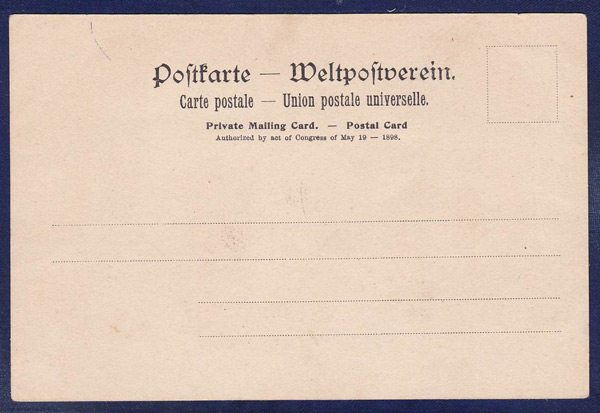 Poſtkarte — Weltpoſtverein.
Carte postale — Union postale universelle.
Private Mailing Card. — Postal Card
Authorized by act of Congress of May 19 — 1898.